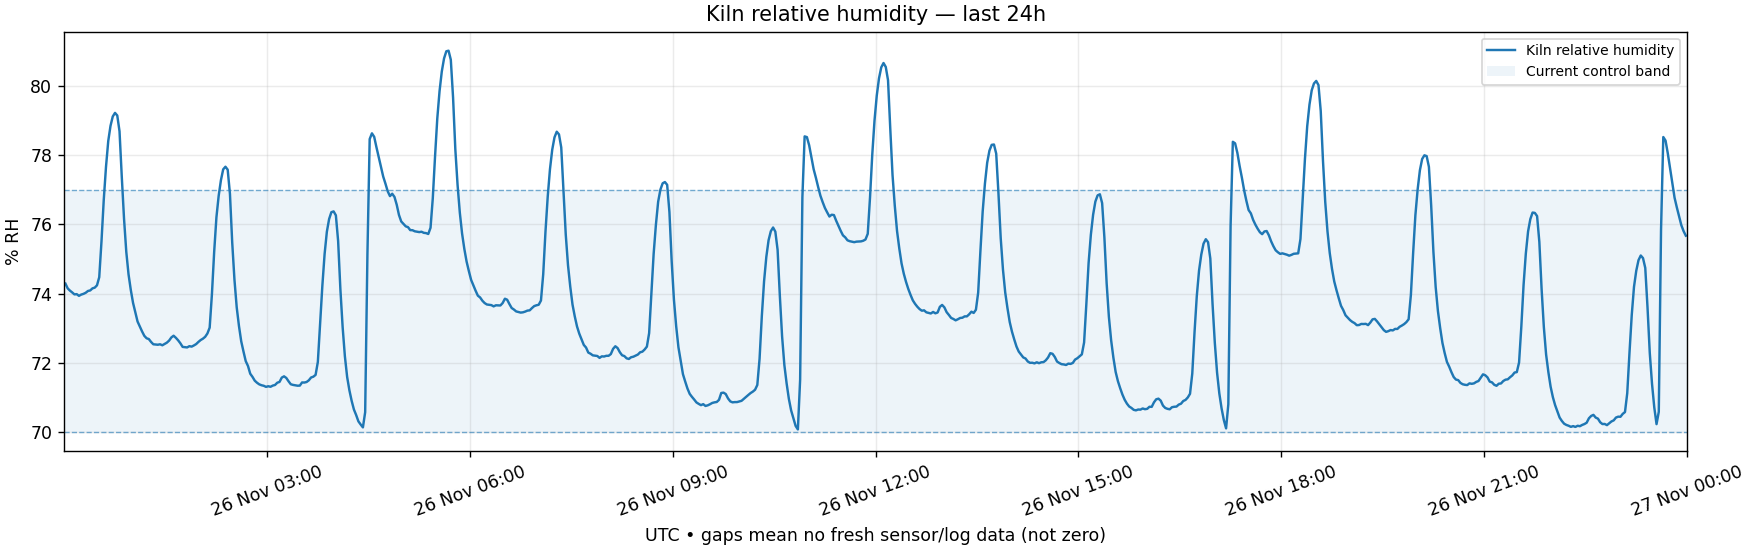 Kiln relative humidity — last 24h
Kiln relative humidity
Current control band
% RH
80
78
76
74
72
70
26 Nov 03:00
26 Nov 06:00
26 Nov 09:00
26 Nov 12:00
26 Nov 15:00
26 Nov 18:00
26 Nov 21:00
27 Nov 00:00
UTC • gaps mean no fresh sensor/log data (not zero)